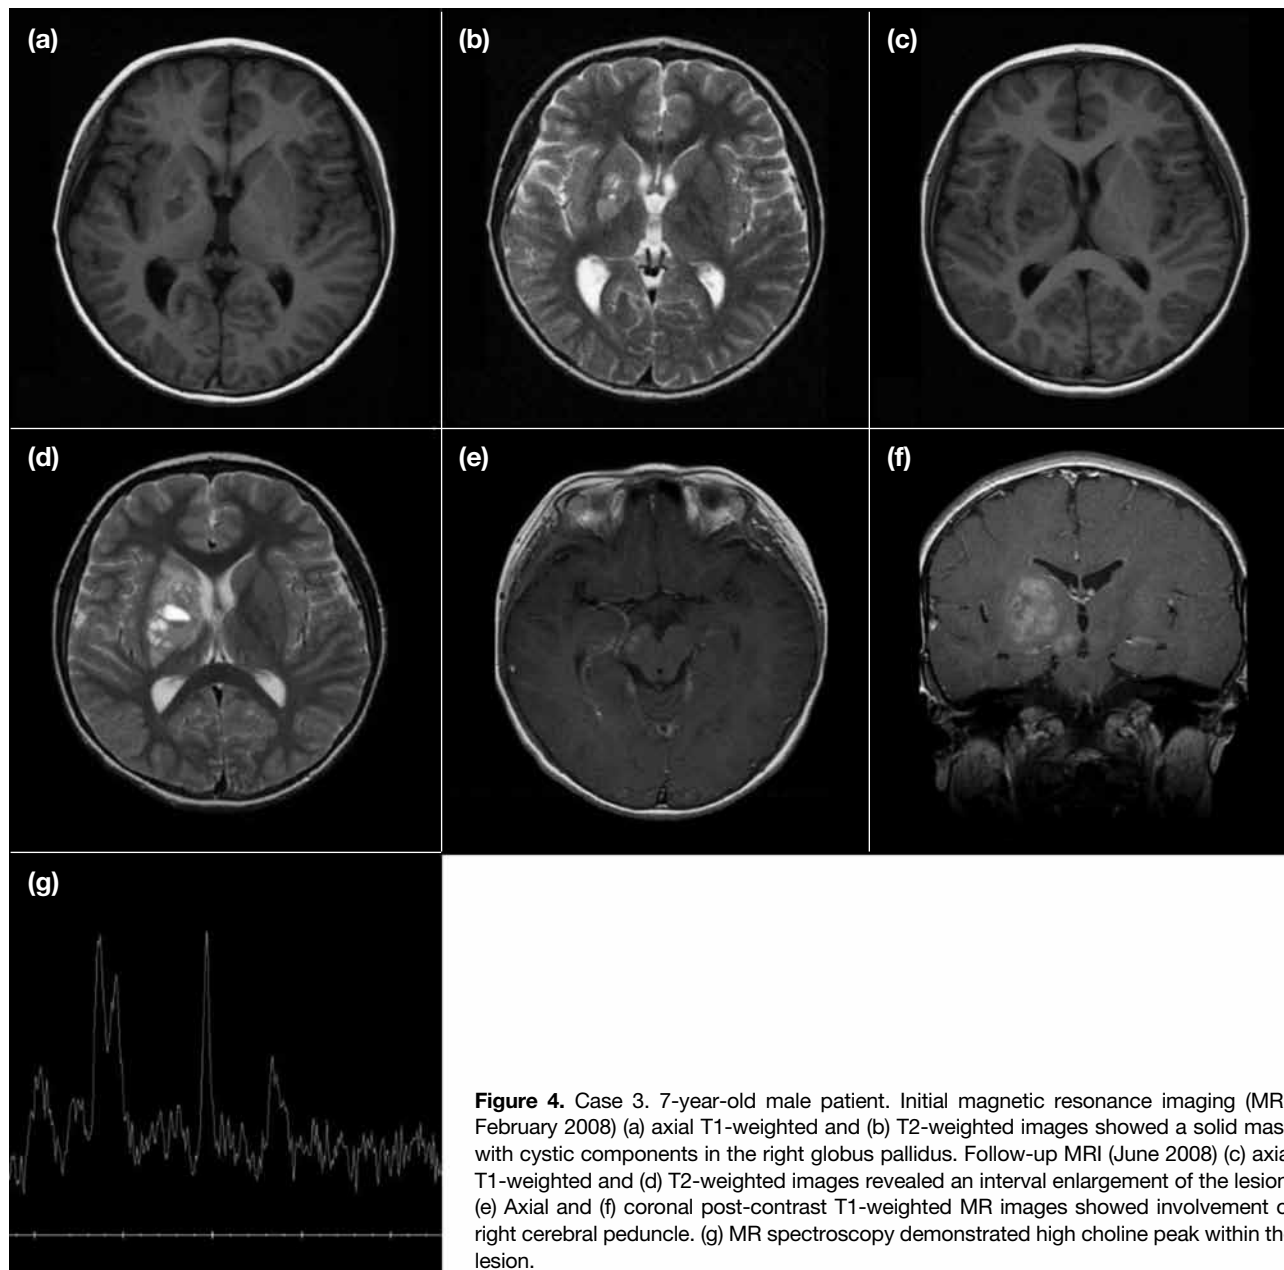 (a)
(b)
(c)
(d)
(e)
(f)
(g)
Figure 4. Case 3. 7-year-old male patient. Initial magnetic resonance imaging (MR
February 2008) (a) axial T1-weighted and (b) T2-weighted images showed a solid mas
with cystic components in the right globus pallidus. Follow-up MRI (June 2008) (c) axia
T1-weighted and (d) T2-weighted images revealed an interval enlargement of the lesion
(e) Axial and (f) coronal post-contrast T1-weighted MR images showed involvement o
right cerebral peduncle. (g) MR spectroscopy demonstrated high choline peak within th
lesion.